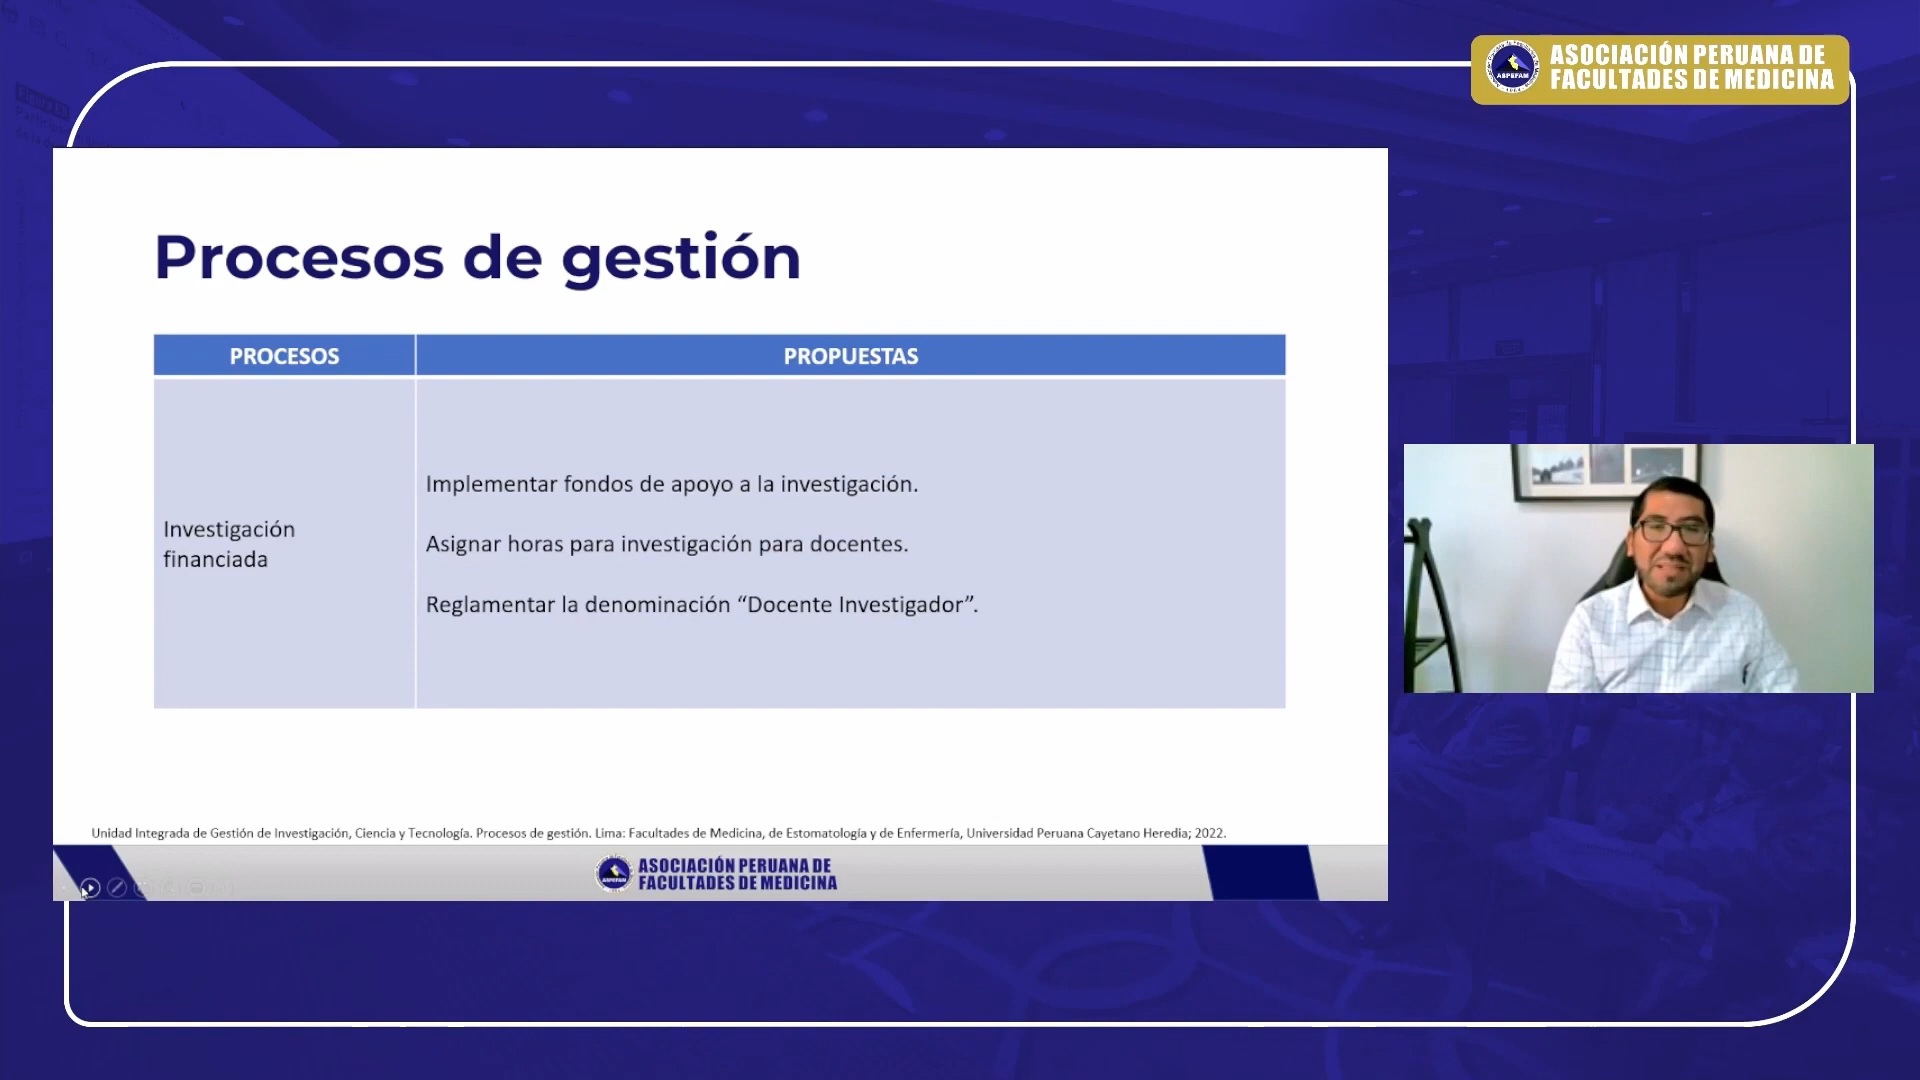 ASOCIACIÓN PERUANA DE
FACULTADES DE MEDICINA
ASPEFAM
Procesos de gestión
PROCESOS
PROPUESTAS
Investigación
financiada
Implementar fondos de apoyo a la investigación.
Asignar horas para investigación para docentes.
Reglamentar la denominación “Docente Investigador”.
Unidad Integrada de Gestión de Investigación, Ciencia y Tecnología. Procesos de gestión. Lima: Facultades de Medicina, de Estomatología y de Enfermería, Universidad Peruana Cayetano Heredia; 2022.
ASPEFAM
ASOCIACIÓN PERUANA DE
FACULTADES DE MEDICINA